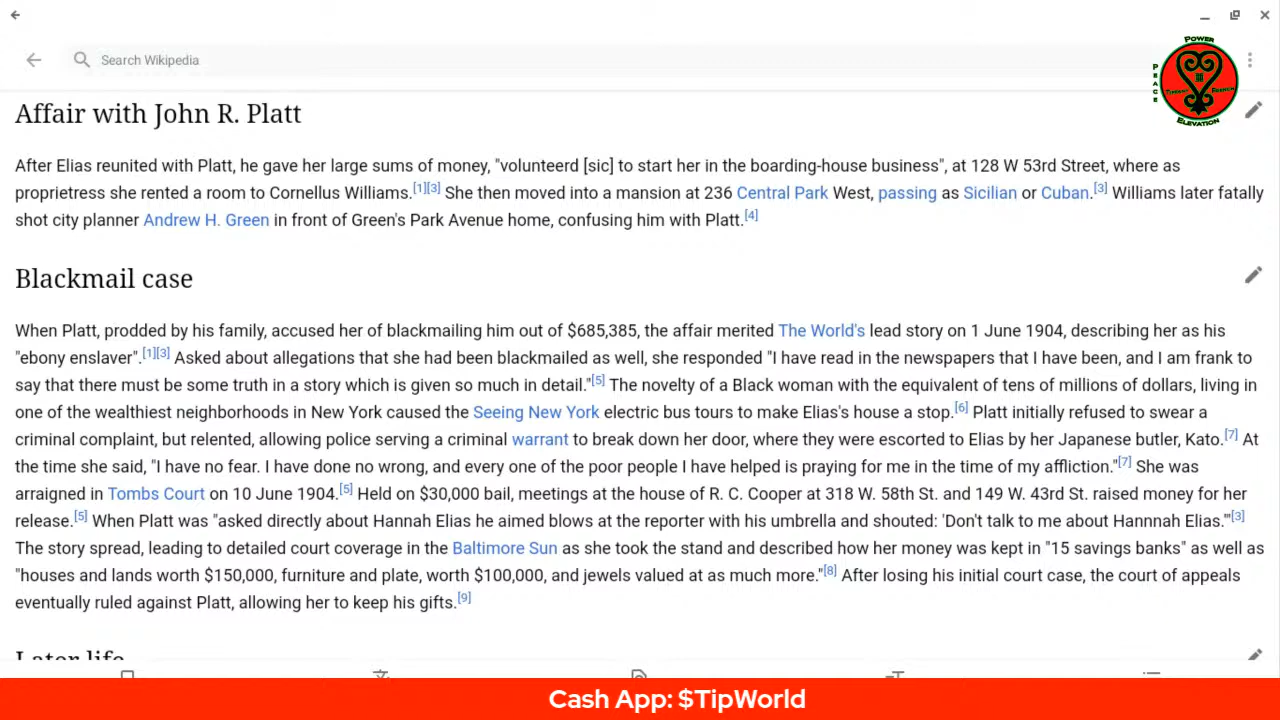 Search Wikipedia
POWER
PEACE
ELEVATION
Affair with John R. Platt
After Elias reunited with Platt, he gave her large sums of money, "volunteerd [sic] to start her in the boarding-house business", at 128 W 53rd Street, where as
proprietress she rented a room to Cornellus Williams.[1][3] She then moved into a mansion at 236 Central Park West, passing as Sicilian or Cuban.[3] Williams later fatally
shot city planner Andrew H. Green in front of Green's Park Avenue home, confusing him with Platt.[4]
Blackmail case
When Platt, prodded by his family, accused her of blackmailing him out of $685,385, the affair merited The World's lead story on 1 June 1904, describing her as his
"ebony enslaver".[1][3] Asked about allegations that she had been blackmailed as well, she responded "I have read in the newspapers that I have been, and I am frank to
say that there must be some truth in a story which is given so much in detail."[5] The novelty of a Black woman with the equivalent of tens of millions of dollars, living in
one of the wealthiest neighborhoods in New York caused the Seeing New York electric bus tours to make Elias's house a stop.[6] Platt initially refused to swear a
criminal complaint, but relented, allowing police serving a criminal warrant to break down her door, where they were escorted to Elias by her Japanese butler, Kato.[7] At
the time she said, "I have no fear. I have done no wrong, and every one of the poor people I have helped is praying for me in the time of my affliction."[7] She was
arraigned in Tombs Court on 10 June 1904.[5] Held on $30,000 bail, meetings at the house of R. C. Cooper at 318 W. 58th St. and 149 W. 43rd St. raised money for her
release.[5] When Platt was "asked directly about Hannah Elias he aimed blows at the reporter with his umbrella and shouted: 'Don't talk to me about Hannnah Elias.'"[3]
The story spread, leading to detailed court coverage in the Baltimore Sun as she took the stand and described how her money was kept in "15 savings banks" as well as
"houses and lands worth $150,000, furniture and plate, worth $100,000, and jewels valued at as much more."[8] After losing his initial court case, the court of appeals
eventually ruled against Platt, allowing her to keep his gifts.[9]
Later life
Cash App: $TipWorld